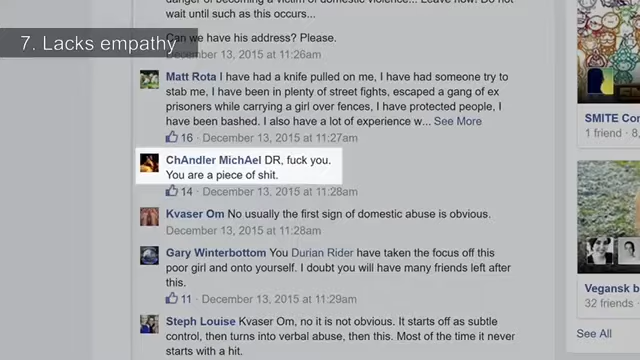 danger of becoming a victim of domestic violence... Leave now! Do not
wait until such as this occurs...
7. Lacks empathy
Can we have his address? Please.
December 13, 2015 at 11:26am
Matt Rota I have had a knife pulled on me, I have had someone try to
stab me, I have been in plenty of street fights, escaped a gang of ex
prisoners while carrying a girl over fences, I have protected people, I
have been bashed. I also have a lot of experience w... See More
16 · December 13, 2015 at 11:27am
ChAndler MichAel DR, fuck you.
You are a piece of shit.
14 · December 13, 2015 at 11:28am
Kvaser Om No usually the first sign of domestic abuse is obvious.
December 13, 2015 at 11:28am
Gary Winterbottom You Durian Rider have taken the focus off this
poor girl and onto yourself. I doubt you will have many friends left after
this.
11 · December 13, 2015 at 11:29am
Steph Louise Kvaser Om, no it is not obvious. It starts off as subtle
control, then turns into verbal abuse, then this. Most of the time it never
starts with a hit.
SMITE Con
1 friend · 8,
Vegansk b
32 friends ·
See All